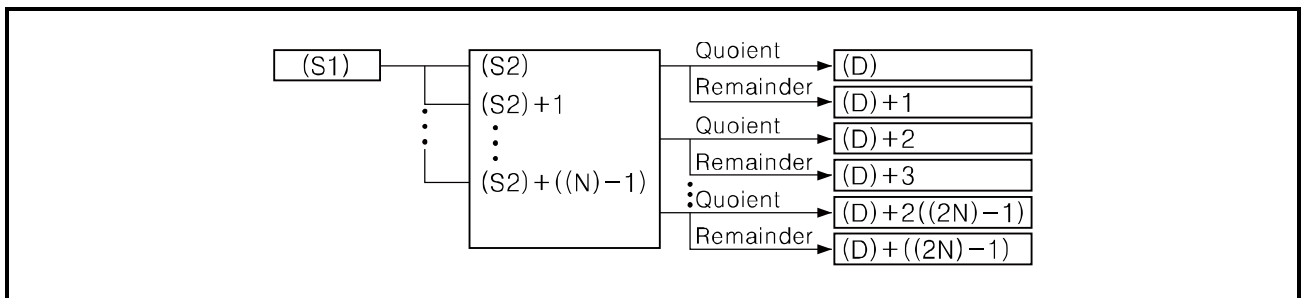 (S1)
(S2)
(S2)+1
(S2)+((N)-1)
Quoient
(D)
Remainder
(D)+1
Quoient
(D)+2
Remainder
(D)+3
Quoient
(D)+2((2N)-1)
Remainder
(D)+((2N)-1)